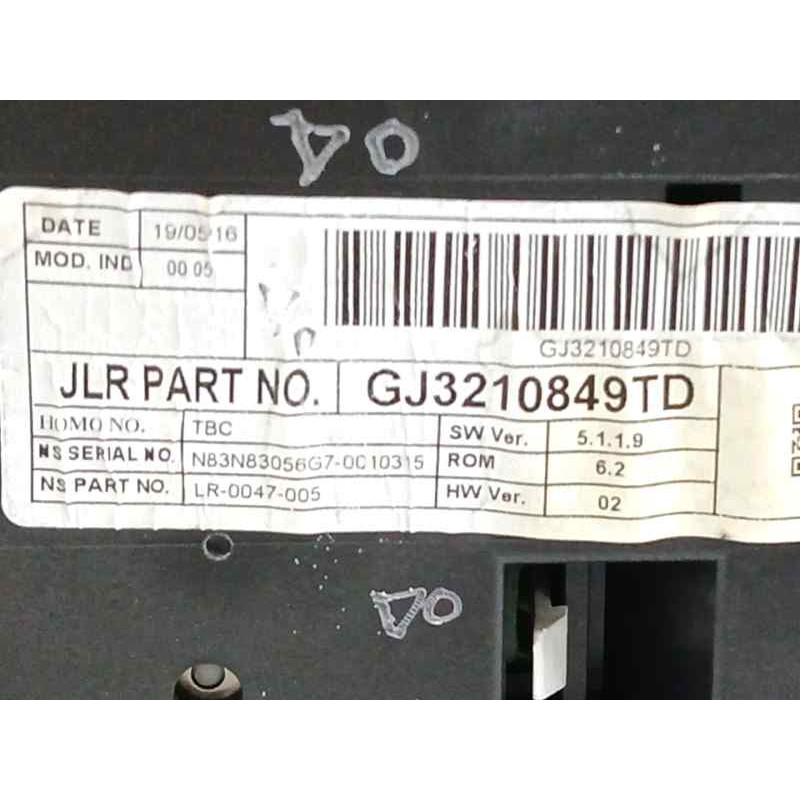 DATE 19/05/16
MOD. IND 00 05
GJ3210849TD
JLR PART NO. GJ3210849TD
HOMO NO. TBC
SW Ver. 5.1.1.9
NS SERIAL NO. N83N83056G7-0C10315
ROM 6.2
NS PART NO. LR-0047-005
HW Ver. 02